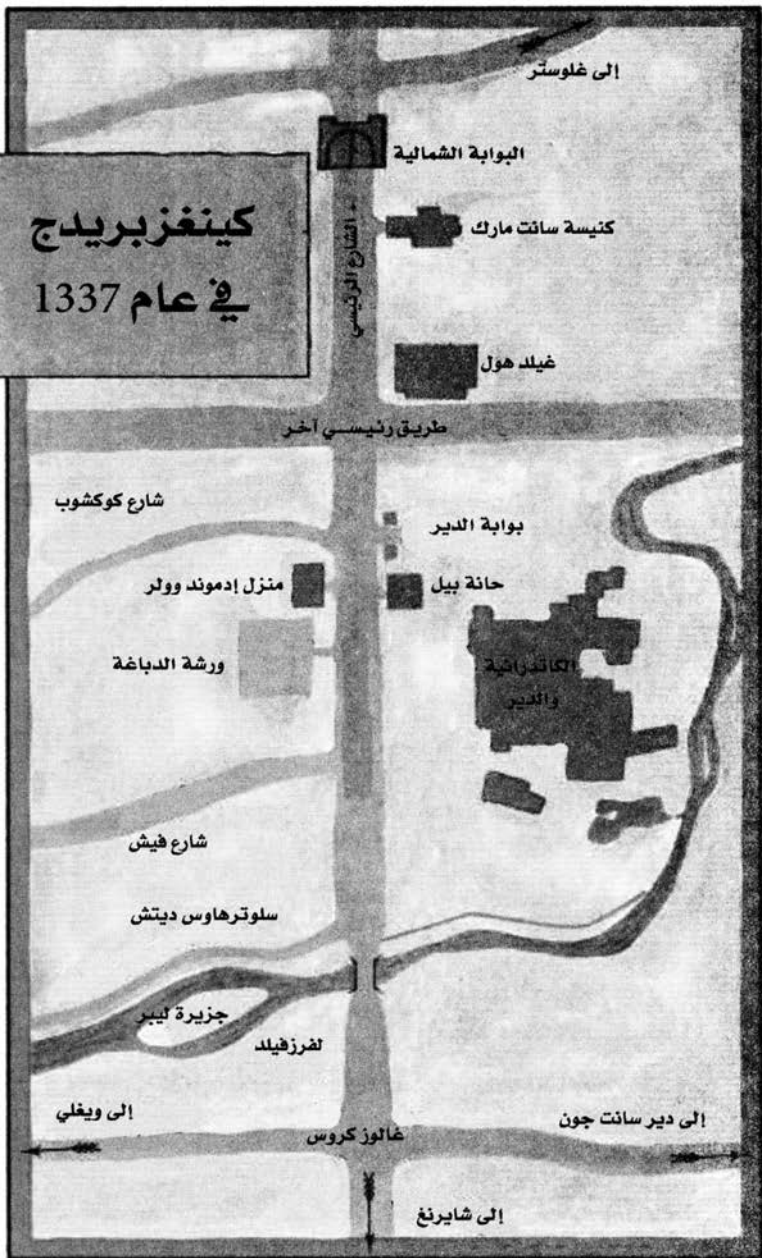 إلى غلوستر
البوابة الشمالية
كينغزبريدج
في عام 1337
الشارع الرئيسي
كنيسة سانت مارك
غيلد هول
طريق رئيسي آخر
شارع كوكشوب
بوابة الدير
منزل إدموند وولر
حانة بيل
ورشة الدباغة
الكاتدرائية
والدير
شارع فيش
سلوترهاوس ديتش
جزيرة ليبر
لفرزفيلد
إلى ويغلي
غالوز كروس
إلى دير سانت جون
إلى شايرنغ